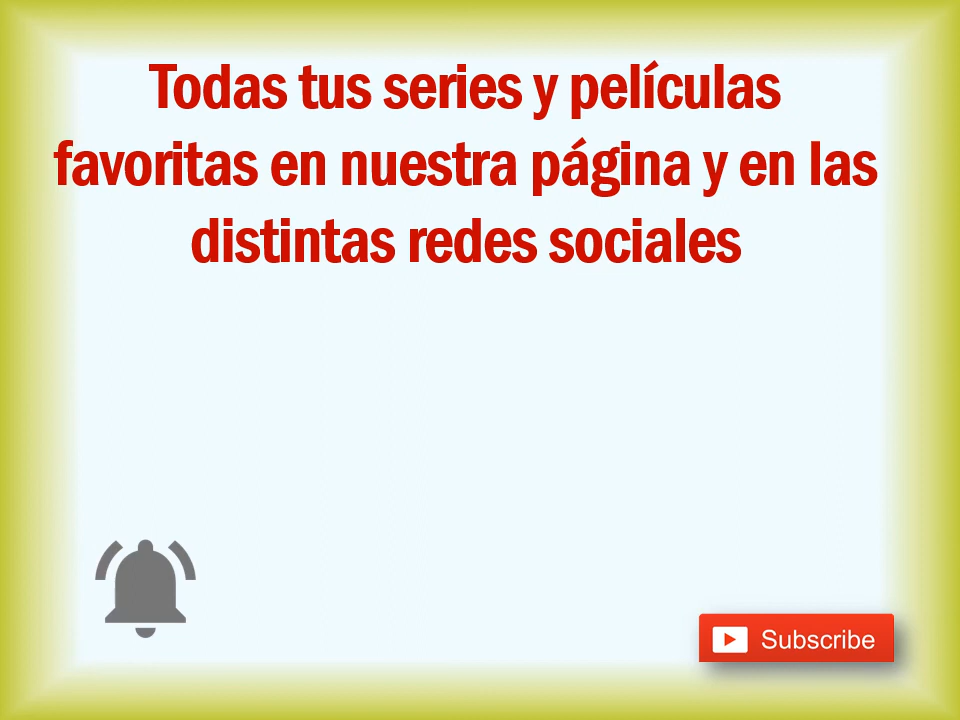 Todas tus series y películas
favoritas en nuestra página y en las
distintas redes sociales
Subscribe